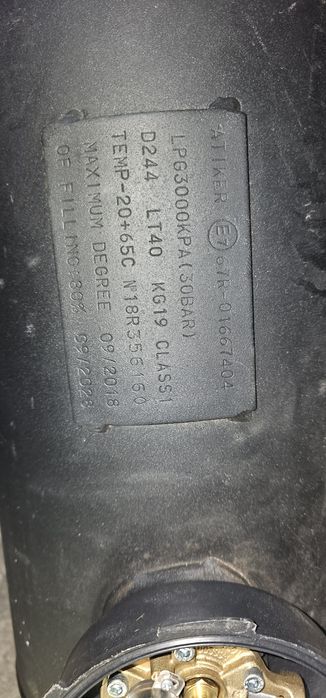 ATIKER E7 67R-01667404
LPG3000KPA(30BAR)
D244 LT40 KG19 CLASS1
TEMP-20+65C N18R356160
MAXIMUM DEGREE 09/2018
OF FILLING:80% 09/2028